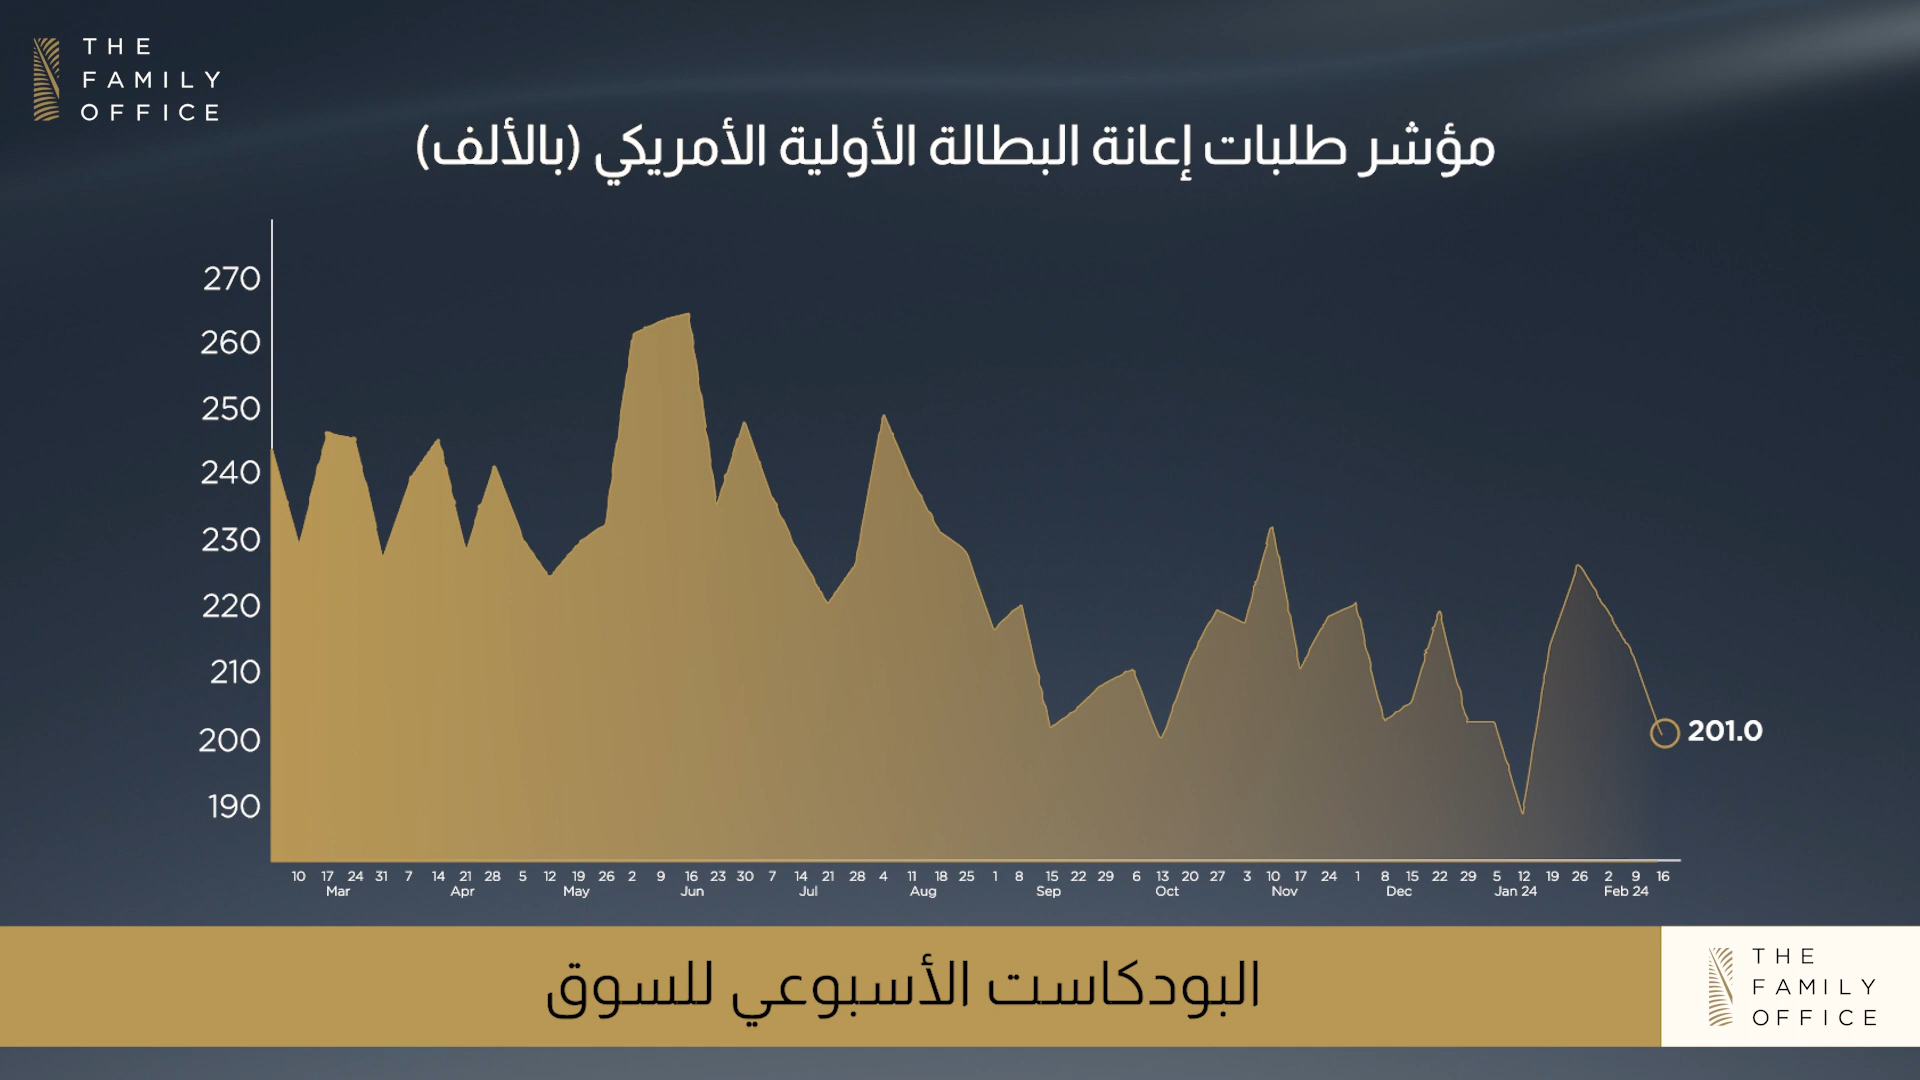 THE
FAMILY
OFFICE
مؤشر طلبات إعانة البطالة الأولية الأمريكي (بالألف)
270
260
250
240
230
220
210
200
190
201.0
10 17 24 31 7 14 21 28 5 12 19 26 2 9 16 23 30 7 14 21 28 4 11 18 25 1 8 15 22 29 6 13 20 27 3 10 17 24 1 8 15 22 29 5 12 19 26 2 9 16
Mar Apr May Jun Jul Aug Sep Oct Nov Dec Jan 24 Feb 24
البودكاست الأسبوعي للسوق
THE
FAMILY
OFFICE